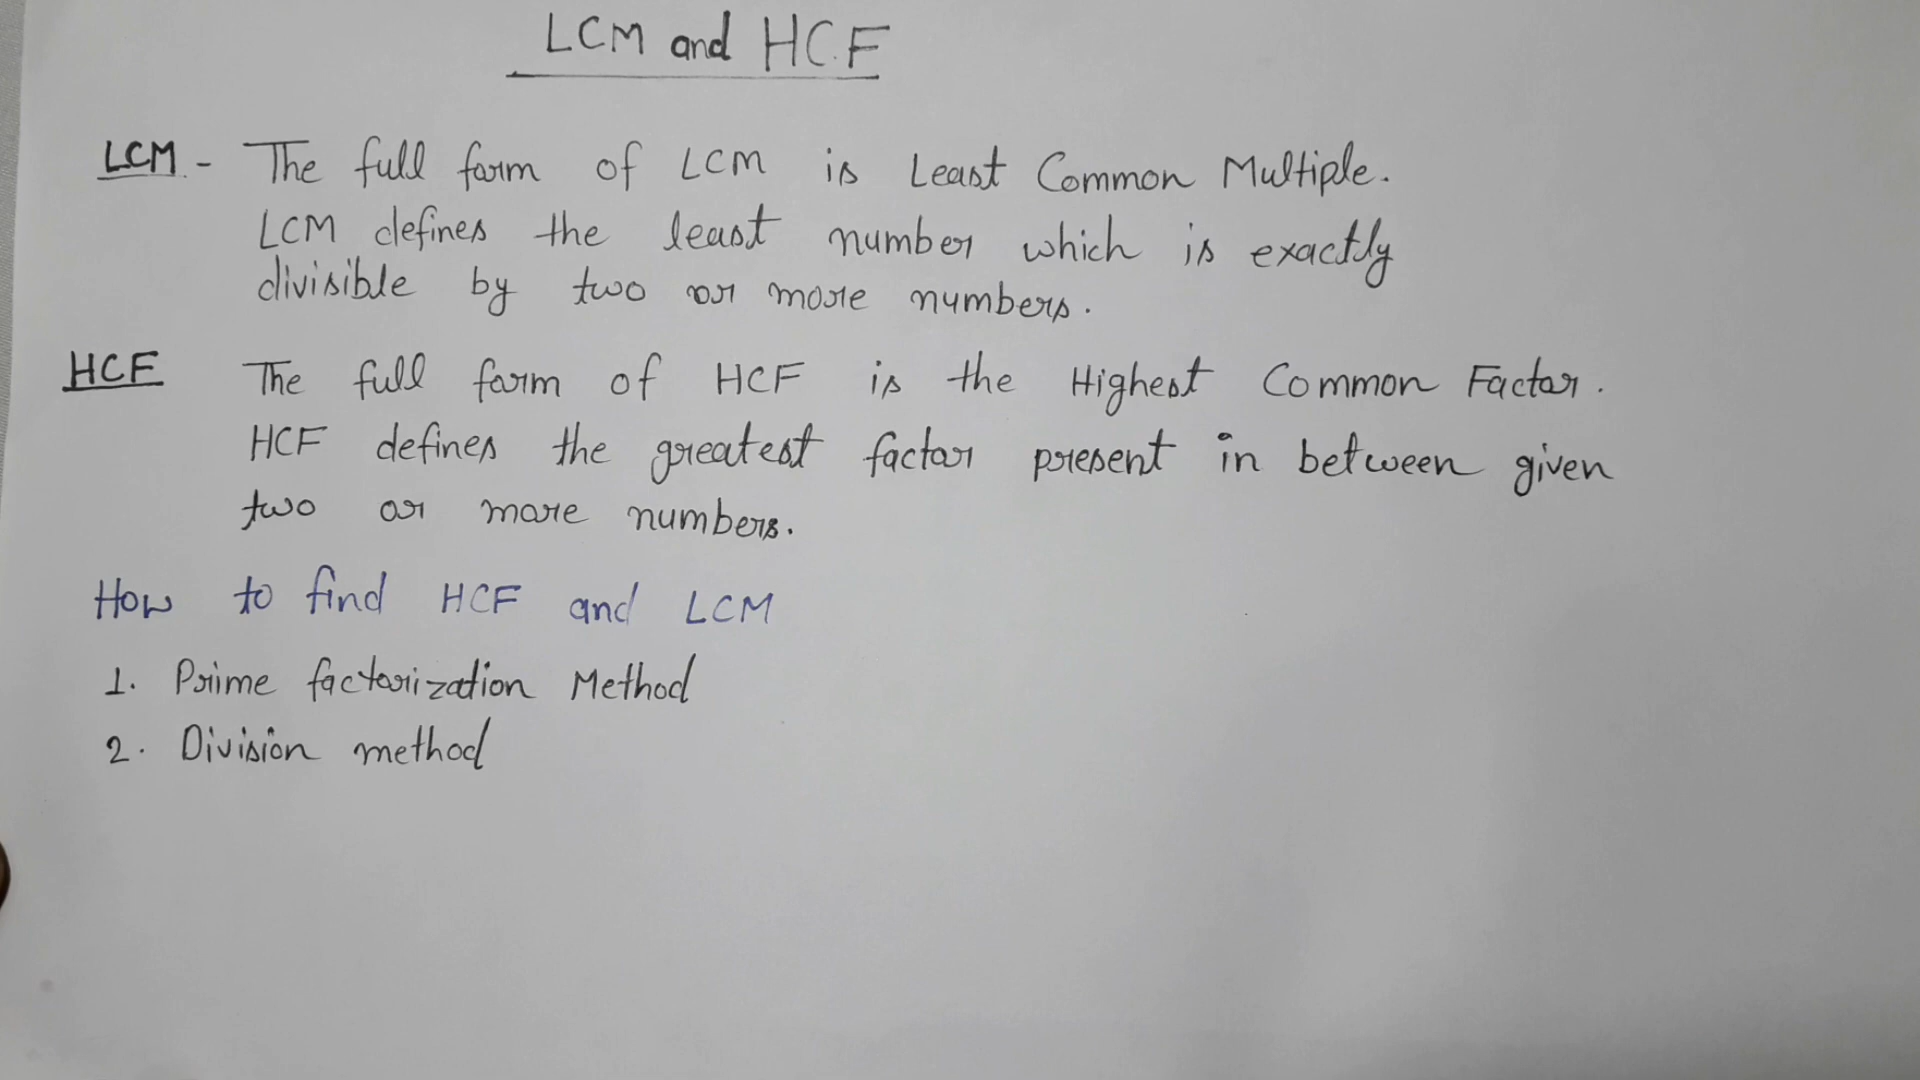 LCM and HCF
LCM - The full form of LCM is Least Common Multiple.
LCM defines the least number which is exactly
divisible by two or more numbers.
HCF The full form of HCF is the Highest Common Factor.
HCF defines the greatest factor present in between given
two or more numbers.
How to find HCF and LCM
1. Prime factorization Method
2. Division method